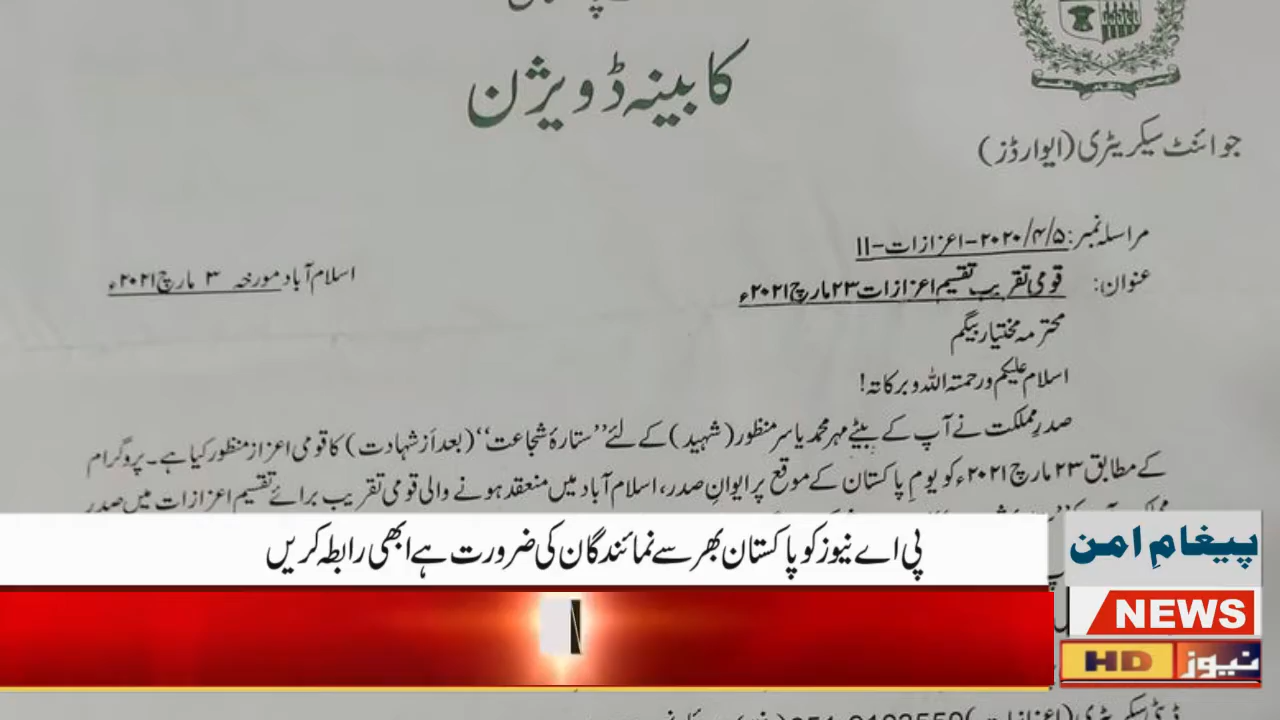 کابینہ ڈویژن
جوائنٹ سیکریٹری (ایوارڈز)
مراسلہ نمبر: ۲۰۲۰/۴/۵-اعزازات-II
اسلام آباد مورخہ ۳ مارچ ۲۰۲۱ء
عنوان: قومی تقریب تقسیم اعزازات ۲۳ مارچ ۲۰۲۱ء
محترمہ مختیار بیگم
اسلام علیکم ورحمتہ اللہ وبرکاتہ!
صدرِ مملکت نے آپ کے بیٹے مہر محمد یاسر منظور (شہید) کے لئے ”ستارۂ شجاعت“ (بعد از شہادت) کا قومی اعزاز منظور کیا ہے۔ پروگرام
کے مطابق ۲۳ مارچ ۲۰۲۱ء کو یومِ پاکستان کے موقع پر ایوانِ صدر، اسلام آباد میں منعقد ہونے والی قومی تقریب برائے تقسیم اعزازات میں صدر
پی اے نیوز کو پاکستان بھر سے نمائندگان کی ضرورت ہے ابھی رابطہ کریں
پیغامِ امن
NEWS
HD نیوز
N
ڈپٹی سیکریٹری (اعزازات)